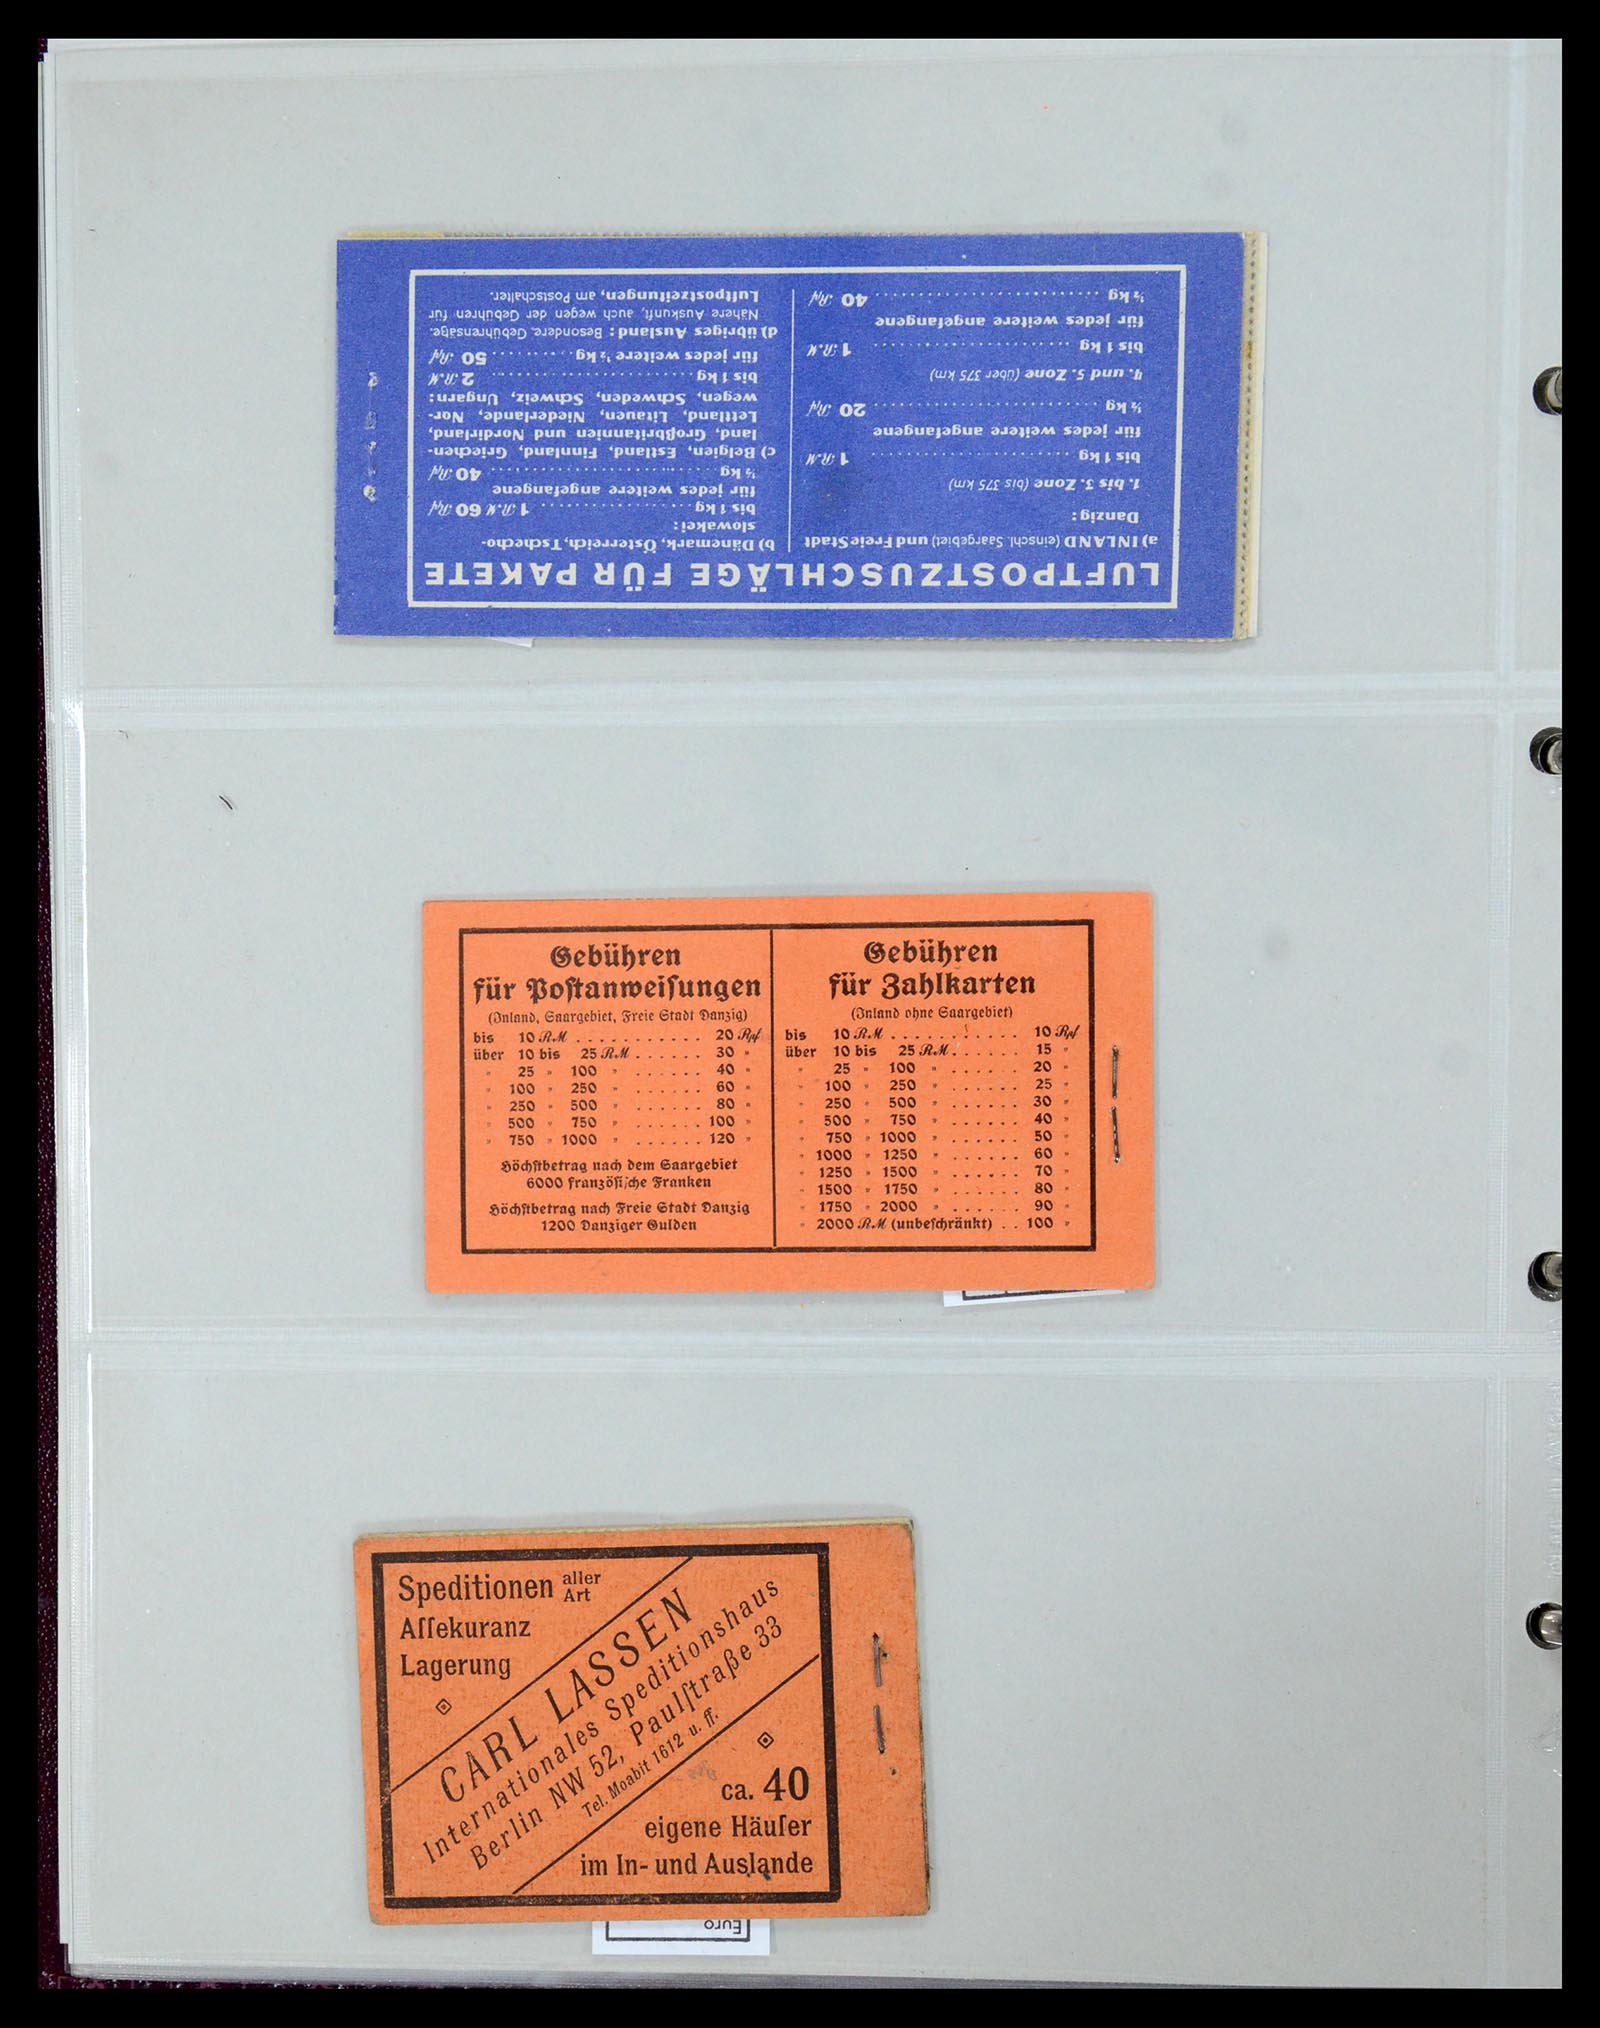 LUFTPOSTZUSCHLÄGE FÜR PAKETE
a) INLAND (einschl. Saargebiet) und Freie Stadt
Danzig:
1. bis 3. Zone (bis 375 km)
bis 1 kg .......................... 1 RM
für jedes weitere angefangene
½ kg .......................... 20 Rpf
4. und 5. Zone (über 375 km)
bis 1 kg .......................... 1 RM
für jedes weitere angefangene
½ kg .......................... 40 Rpf
b) Dänemark, Österreich, Tschecho-
slowakei:
bis 1 kg ................ 1 RM 60 Rpf
für jedes weitere angefangene
½ kg .......................... 40 Rpf
c) Belgien, Estland, Finnland, Griechen-
land, Großbritannien und Nordirland,
Lettland, Litauen, Niederlande, Nor-
wegen, Schweden, Schweiz, Ungarn:
bis 1 kg ....................... 2 RM
für jedes weitere ½ kg .......... 50 Rpf
d) übriges Ausland: Besondere Gebührensätze.
Nähere Auskunft, auch wegen der Gebühren für
Luftpostzeitungen, am Postschalter.
Gebühren
für Postanweisungen
(Inland, Saargebiet, Freie Stadt Danzig)
bis 10 RM . . . . . . . . . . . 20 Rpf
über 10 bis 25 RM . . . . . . 30 "
" 25 " 100 " . . . . . . 40 "
" 100 " 250 " . . . . . . 60 "
" 250 " 500 " . . . . . . 80 "
" 500 " 750 " . . . . . . 100 "
" 750 " 1000 " . . . . . . 120 "
Höchstbetrag nach dem Saargebiet
6000 französische Franken
Höchstbetrag nach Freie Stadt Danzig
1200 Danziger Gulden
Gebühren
für Zahlkarten
(Inland ohne Saargebiet)
bis 10 RM . . . . . . . . . . . 10 Rpf
über 10 bis 25 RM . . . . . . 15 "
" 25 " 100 " . . . . . . 20 "
" 100 " 250 " . . . . . . 25 "
" 250 " 500 " . . . . . . 30 "
" 500 " 750 " . . . . . . 40 "
" 750 " 1000 " . . . . . . 50 "
" 1000 " 1250 " . . . . . . 60 "
" 1250 " 1500 " . . . . . . 70 "
" 1500 " 1750 " . . . . . . 80 "
" 1750 " 2000 " . . . . . . 90 "
" 2000 RM (unbeschränkt) . . 100 "
Speditionen aller Art
Aſſekuranz
Lagerung
CARL LASSEN
Internationales Speditionshaus
Berlin NW 52, Paulſtraße 33
Tel. Moabit 1612 u. ff.
ca. 40
eigene Häuſer
im In- und Auslande
Euro